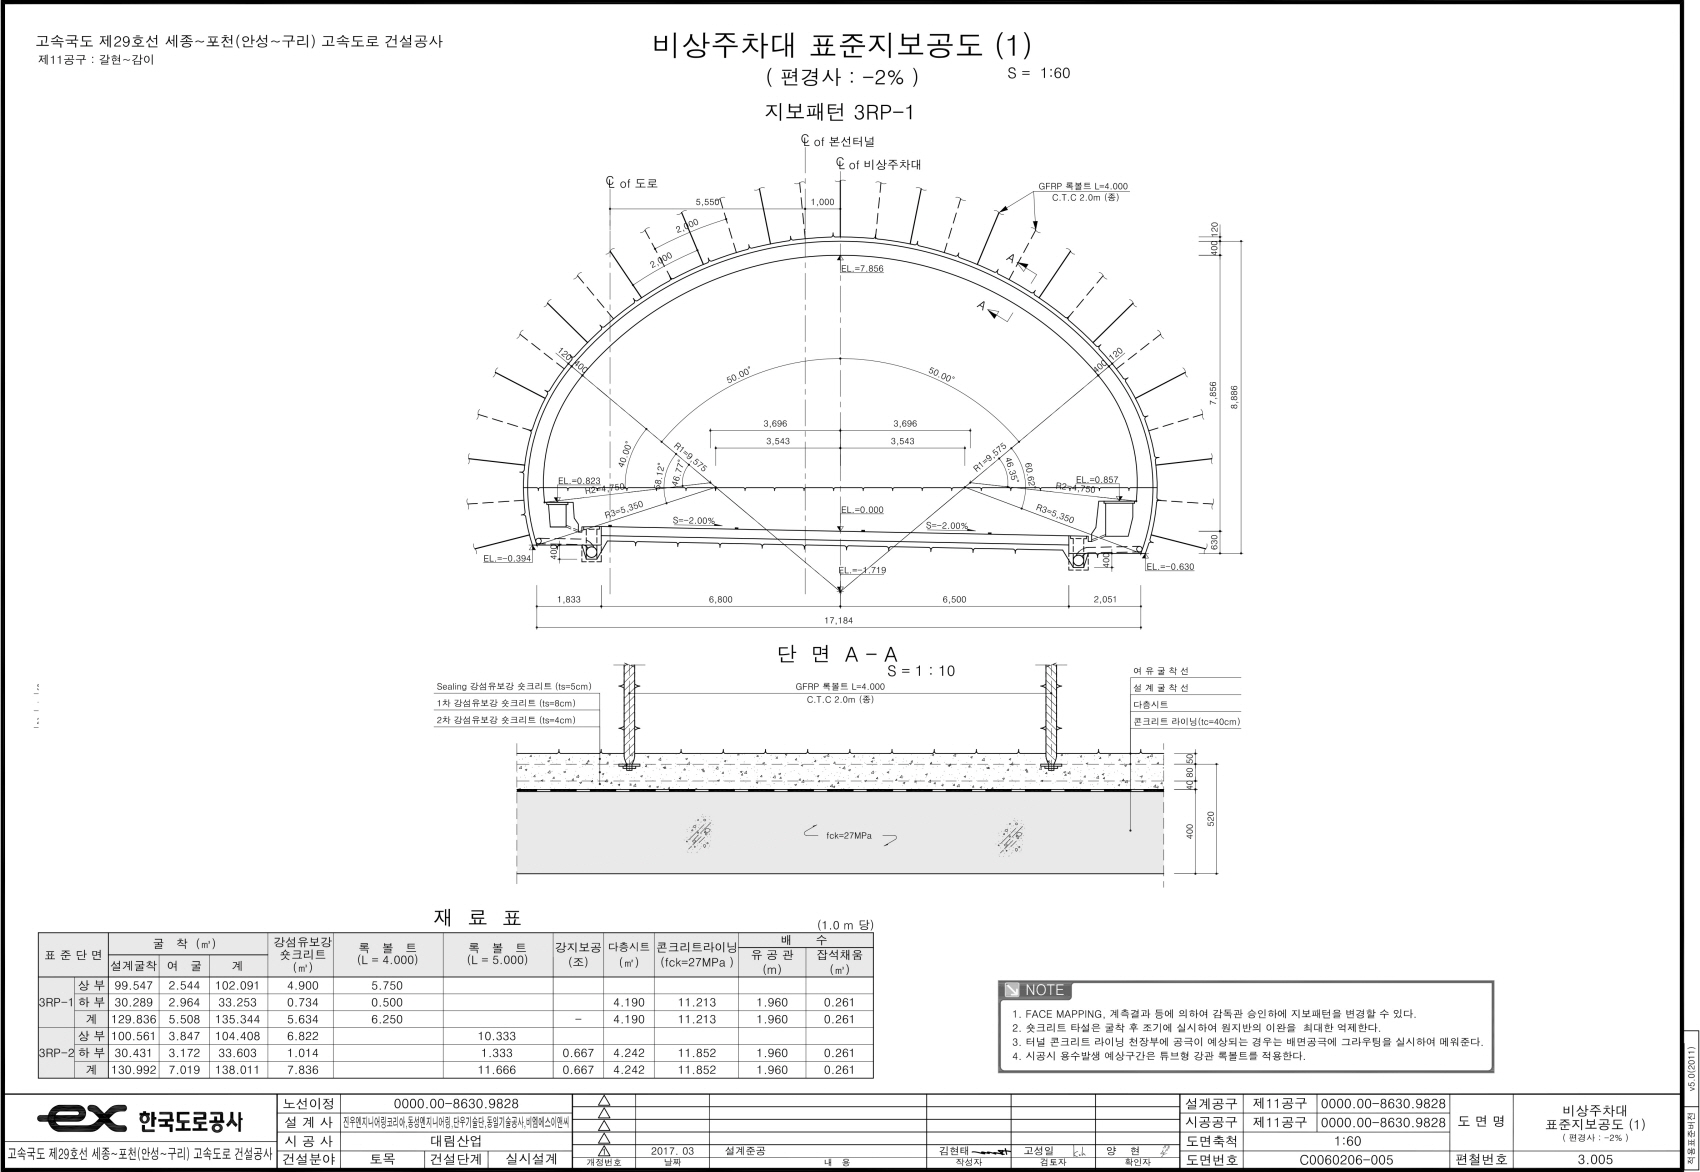 고속국도 제29호선 세종~포천(안성~구리) 고속도로 건설공사
제11공구 : 갈현~감이
비상주차대 표준지보공도 (1)
( 편경사 : -2% )
S = 1:60
지보패턴 3RP-1
℄ of 본선터널
℄ of 비상주차대
℄ of 도로
GFRP 록볼트 L=4.000
C.T.C 2.0m (종)
5,550
1,000
2,000
2,000
120
400
EL.=7.856
A
A
120
400
400
120
50.00°
50.00°
7,856
8,886
3,696
3,696
3,543
3,543
40.00°
R1=9.575
R1=9.575
58.12°
46.77°
46.35°
60.62°
EL.=0.823
R2=4.750
EL.=0.857
R2=4.750
R3=5.350
R3=5.350
EL.=0.000
S=-2.00%
S=-2.00%
630
400
400
EL.=-0.394
EL.=-1.719
EL.=-0.630
1,833
6,800
6,500
2,051
17,184
단 면 A - A
S = 1 : 10
Sealing 강섬유보강 숏크리트 (ts=5cm)
1차 강섬유보강 숏크리트 (ts=8cm)
2차 강섬유보강 숏크리트 (ts=4cm)
GFRP 록볼트 L=4.000
C.T.C 2.0m (종)
여 유 굴 착 선
설 계 굴 착 선
다층시트
콘크리트 라이닝(tc=40cm)
50
80
40
400
520
fck=27MPa
재 료 표
(1.0 m 당)
표 준 단 면 굴 착 (㎥) 강섬유보강 숏크리트 (㎥) 록 볼 트 (L = 4.000) 록 볼 트 (L = 5.000) 강지보공 (조) 다층시트 (㎡) 콘크리트라이닝 (fck=27MPa ) 배 수
설계굴착 여 굴 계 유 공 관 (m) 잡석채움 (㎥)
3RP-1 상 부 99.547 2.544 102.091 4.900 5.750
하 부 30.289 2.964 33.253 0.734 0.500 4.190 11.213 1.960 0.261
계 129.836 5.508 135.344 5.634 6.250 - 4.190 11.213 1.960 0.261
3RP-2 상 부 100.561 3.847 104.408 6.822 10.333
하 부 30.431 3.172 33.603 1.014 1.333 0.667 4.242 11.852 1.960 0.261
계 130.992 7.019 138.011 7.836 11.666 0.667 4.242 11.852 1.960 0.261
NOTE
1. FACE MAPPING, 계측결과 등에 의하여 감독관 승인하에 지보패턴을 변경할 수 있다.
2. 숏크리트 타설은 굴착 후 조기에 실시하여 원지반의 이완을 최대한 억제한다.
3. 터널 콘크리트 라이닝 천장부에 공극이 예상되는 경우는 배면공극에 그라우팅을 실시하여 메워준다.
4. 시공시 용수발생 예상구간은 튜브형 강관 록볼트를 적용한다.
적용표준버전 v5.0(2011)
ex 한국도로공사
고속국도 제29호선 세종~포천(안성~구리) 고속도로 건설공사
노선이정 0000.00-8630.9828
설 계 사 진우엔지니어링코리아,동성엔지니어링,단우기술단,동일기술공사,비엠에스이앤씨
시 공 사 대림산업
건설분야 토목 건설단계 실시설계
1 2017. 03 설계준공 김현태 고성일 양 현
개정번호 날짜 내 용 작성자 검토자 확인자
설계공구 제11공구 0000.00-8630.9828
시공공구 제11공구 0000.00-8630.9828
도면축척 1:60
도면번호 C0060206-005
도 면 명 비상주차대
표준지보공도 (1)
( 편경사 : -2% )
편철번호 3.005